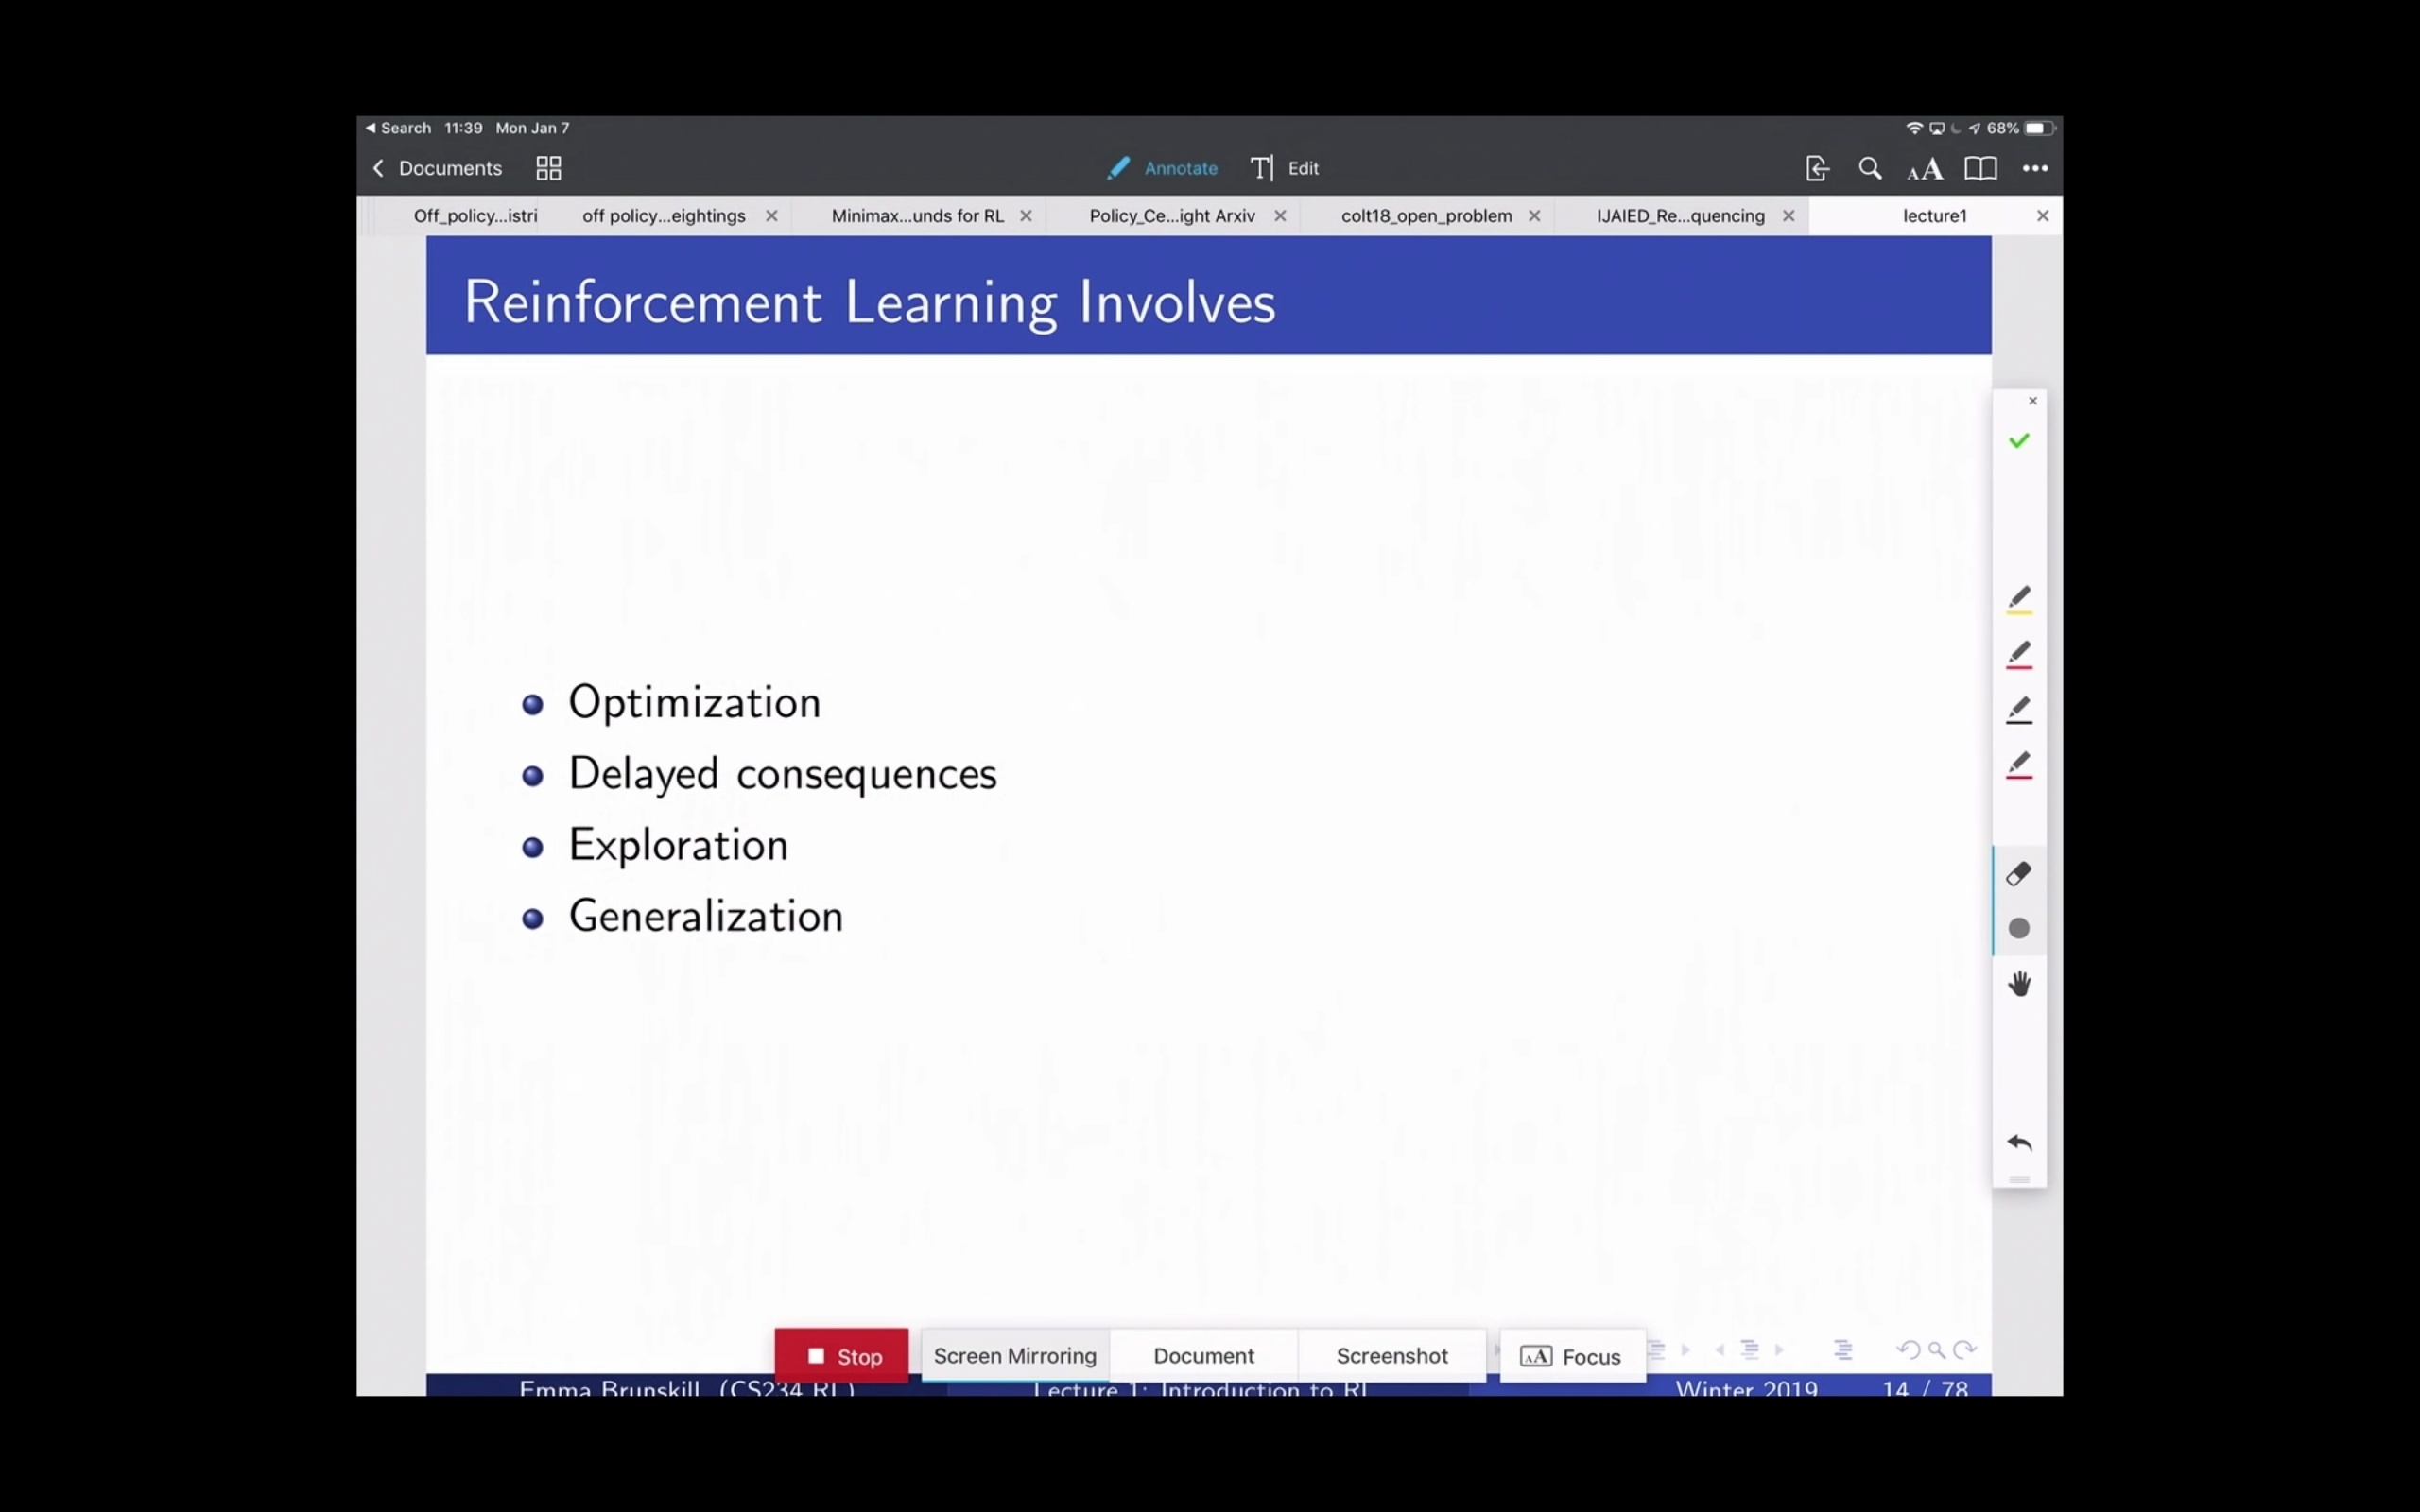 ◀ Search 11:39 Mon Jan 7 68%
Documents Annotate T Edit AA
Off_policy...istri off policy...eightings Minimax...unds for RL Policy_Ce...ight Arxiv colt18_open_problem IJAIED_Re...quencing lecture1
Reinforcement Learning Involves
Optimization
Delayed consequences
Exploration
Generalization
Stop Screen Mirroring Document Screenshot AA Focus
Emma Brunskill (CS234 RL) Lecture 1: Introduction to RL Winter 2019 14 / 78